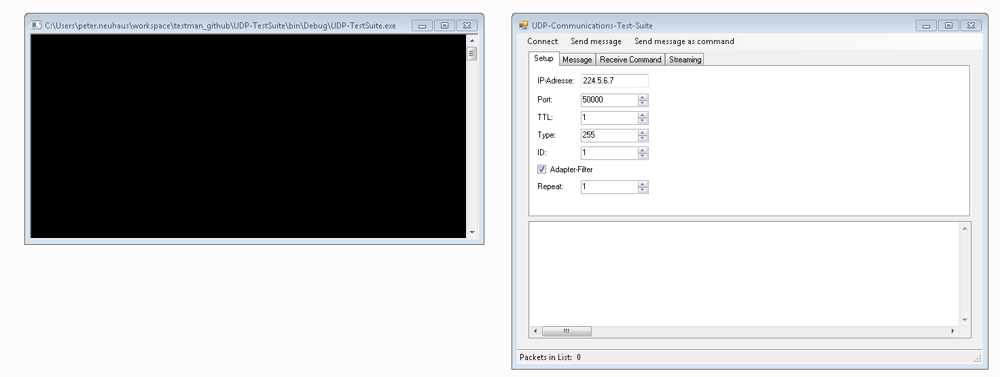 C:\Users\peter.neuhaus\workspace\testman_github\UDP-TestSuite\bin\Debug\UDP-TestSuite.exe
UDP-Communications-Test-Suite
Connect Send message Send message as command
Setup Message Receive Command Streaming
IP-Adresse: 224.5.6.7
Port: 50000
TTL: 1
Type: 255
ID: 1
Adapter-Filter
Repeat: 1
Packets in List: 0